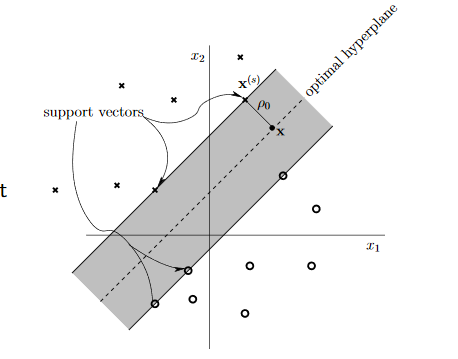 x₂
optimal hyperplane
x⁽ˢ⁾
ρ₀
support vectors
x
t
x₁